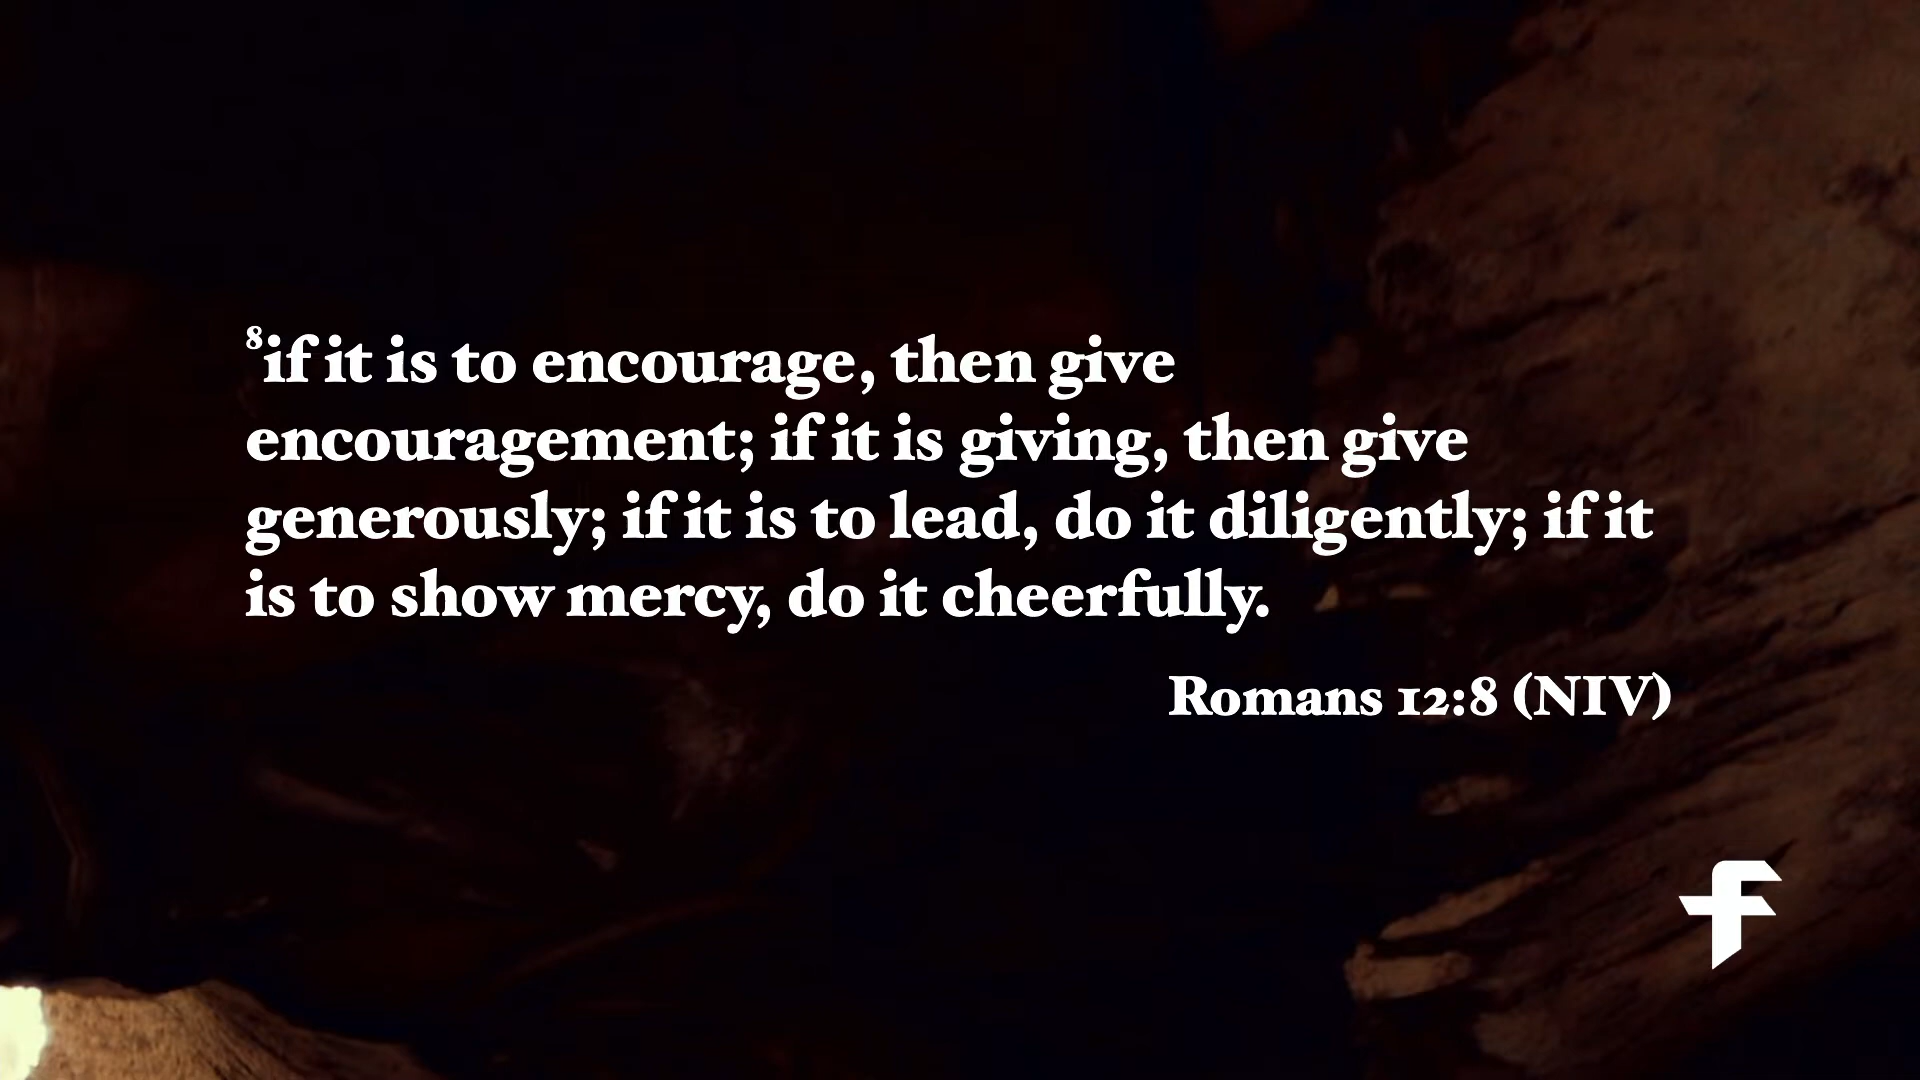 ⁸if it is to encourage, then give
encouragement; if it is giving, then give
generously; if it is to lead, do it diligently; if it
is to show mercy, do it cheerfully.
Romans 12:8 (NIV)
f